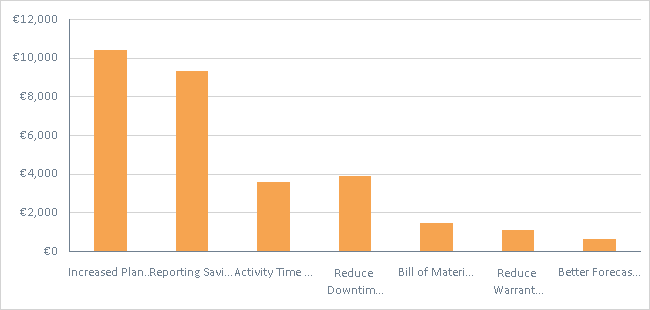 €12,000
€10,000
€8,000
€6,000
€4,000
€2,000
€0
Increased Plan...
Reporting Savi...
Activity Time ...
Reduce
Downtim...
Bill of Materi...
Reduce
Warrant...
Better Forecas...